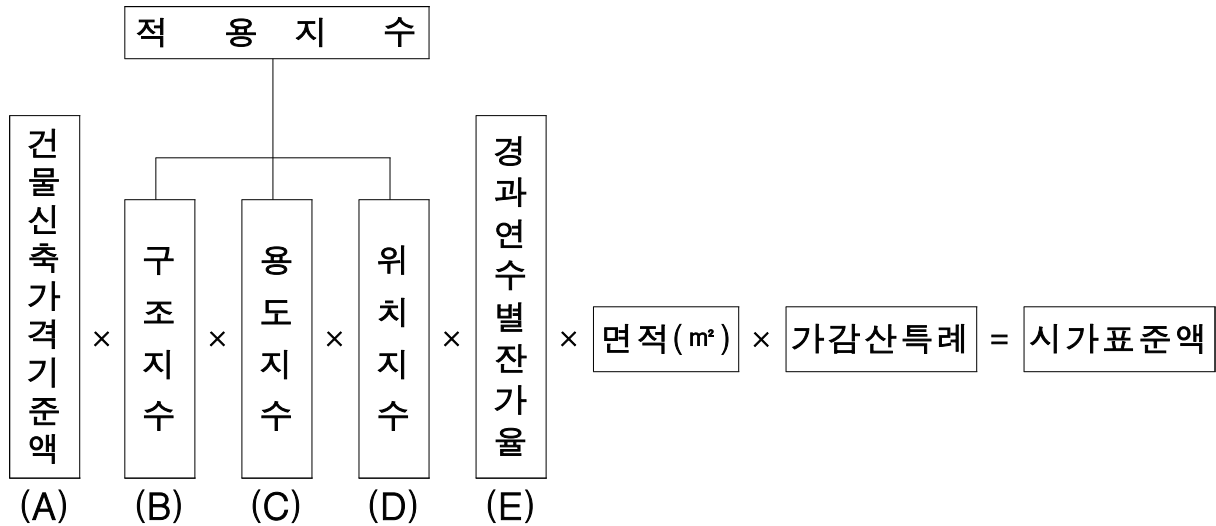 적 용 지 수
건물신축가격기준액
×
구조지수
×
용도지수
×
위치지수
×
경과연수별잔가율
×
면적(㎡)
×
가감산특례
=
시가표준액
(A)
(B)
(C)
(D)
(E)